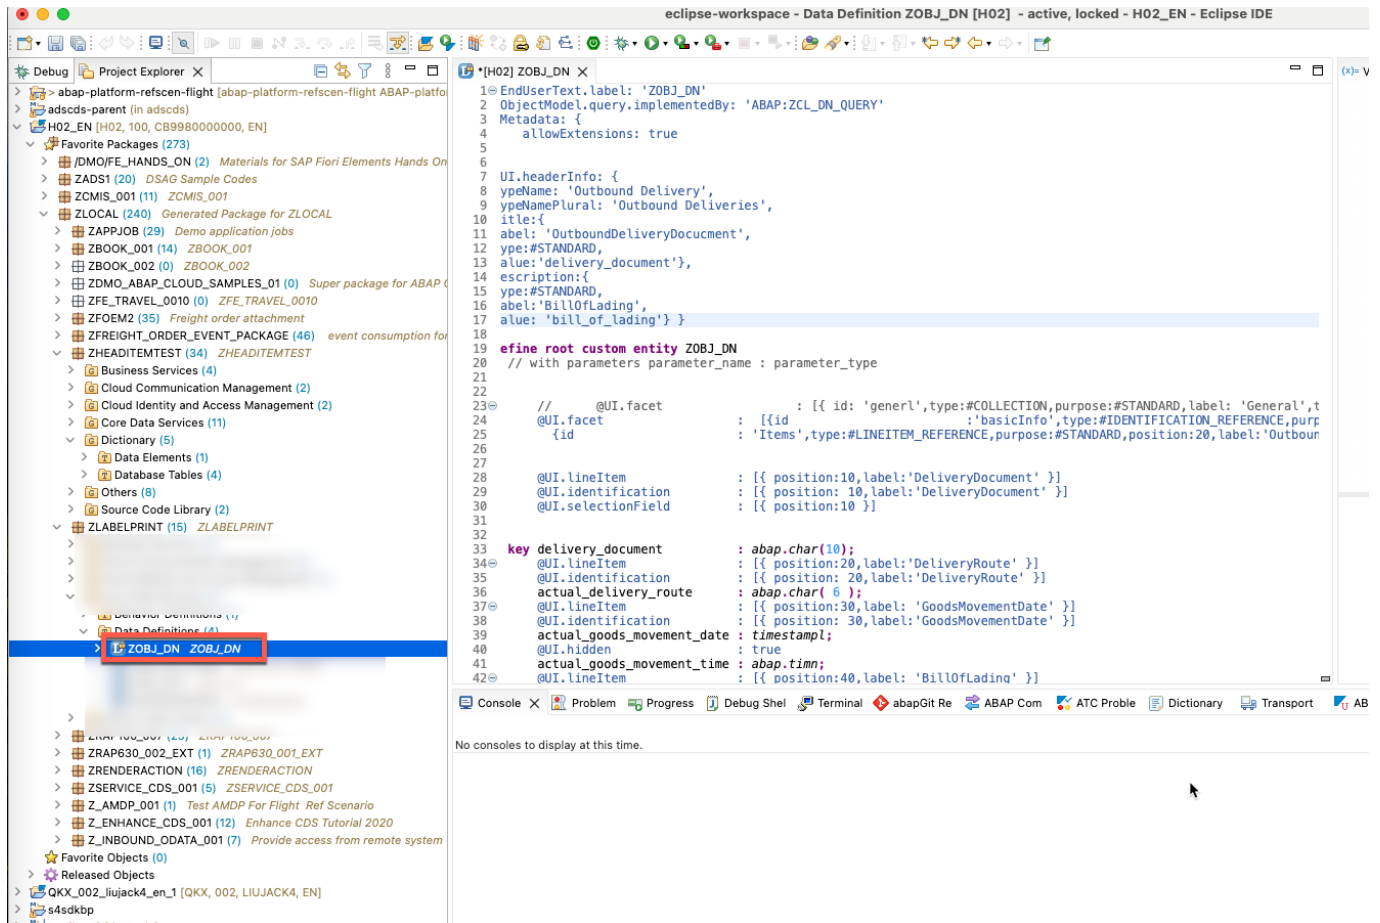 eclipse-workspace - Data Definition ZOBJ_DN [H02]  - active, locked - H02_EN - Eclipse IDE
Debug
Project Explorer
> abap-platform-refscen-flight [abap-platform-refscen-flight ABAP-platfo
adscds-parent (in adscds)
H02_EN [H02, 100, CB9980000000, EN]
Favorite Packages (273)
/DMO/FE_HANDS_ON (2)  Materials for SAP Fiori Elements Hands On
ZADS1 (20)  DSAG Sample Codes
ZCMIS_001 (11)  ZCMIS_001
ZLOCAL (240)  Generated Package for ZLOCAL
ZAPPJOB (29)  Demo application jobs
ZBOOK_001 (14)  ZBOOK_001
ZBOOK_002 (0)  ZBOOK_002
ZDMO_ABAP_CLOUD_SAMPLES_01 (0)  Super package for ABAP C
ZFE_TRAVEL_0010 (0)  ZFE_TRAVEL_0010
ZFOEM2 (35)  Freight order attachment
ZFREIGHT_ORDER_EVENT_PACKAGE (46)  event consumption for
ZHEADITEMTEST (34)  ZHEADITEMTEST
Business Services (4)
Cloud Communication Management (2)
Cloud Identity and Access Management (2)
Core Data Services (11)
Dictionary (5)
Data Elements (1)
Database Tables (4)
Others (8)
Source Code Library (2)
ZLABELPRINT (15)  ZLABELPRINT
Behavior Definitions (1)
Data Definitions (4)
ZOBJ_DN  ZOBJ_DN
ZRAP630_002_EXT (1)  ZRAP630_001_EXT
ZRENDERACTION (16)  ZRENDERACTION
ZSERVICE_CDS_001 (5)  ZSERVICE_CDS_001
Z_AMDP_001 (1)  Test AMDP For Flight  Ref Scenario
Z_ENHANCE_CDS_001 (12)  Enhance CDS Tutorial 2020
Z_INBOUND_ODATA_001 (7)  Provide access from remote system
Favorite Objects (0)
Released Objects
QKX_002_liujack4_en_1 [QKX, 002, LIUJACK4, EN]
s4sdkbp
*[H02] ZOBJ_DN
(x)= V
1 EndUserText.label: 'ZOBJ_DN'
2 ObjectModel.query.implementedBy: 'ABAP:ZCL_DN_QUERY'
3 Metadata: {
4    allowExtensions: true
5
6
7 UI.headerInfo: {
8 ypeName: 'Outbound Delivery',
9 ypeNamePlural: 'Outbound Deliveries',
10 itle:{
11 abel: 'OutboundDeliveryDocucment',
12 ype:#STANDARD,
13 alue:'delivery_document'},
14 escription:{
15 ype:#STANDARD,
16 abel:'BillOfLading',
17 alue: 'bill_of_lading'} }
18
19 efine root custom entity ZOBJ_DN
20  // with parameters parameter_name : parameter_type
21
22
23 //      @UI.facet                  : [{ id: 'generl',type:#COLLECTION,purpose:#STANDARD,label: 'General',t
24 @UI.facet                  :  [{id                        :'basicInfo',type:#IDENTIFICATION_REFERENCE,purp
25 {id                        : 'Items',type:#LINEITEM_REFERENCE,purpose:#STANDARD,position:20,label:'Outboun
26
27
28 @UI.lineItem               : [{ position:10,label:'DeliveryDocument' }]
29 @UI.identification         : [{ position: 10,label:'DeliveryDocument' }]
30 @UI.selectionField         : [{ position:10 }]
31
32
33 key delivery_document          : abap.char(10);
34 @UI.lineItem               : [{ position:20,label:'DeliveryRoute' }]
35 @UI.identification         : [{ position: 20,label:'DeliveryRoute' }]
36 actual_delivery_route      : abap.char( 6 );
37 @UI.lineItem               : [{ position:30,label: 'GoodsMovementDate' }]
38 @UI.identification         : [{ position: 30,label:'GoodsMovementDate' }]
39 actual_goods_movement_date : timestampl;
40 @UI.hidden                 : true
41 actual_goods_movement_time : abap.timn;
42 @UI.lineItem               : [{ position:40,label: 'BillOfLading' }]
Console
Problem
Progress
Debug Shel
Terminal
abapGit Re
ABAP Com
ATC Proble
Dictionary
Transport
AB
No consoles to display at this time.